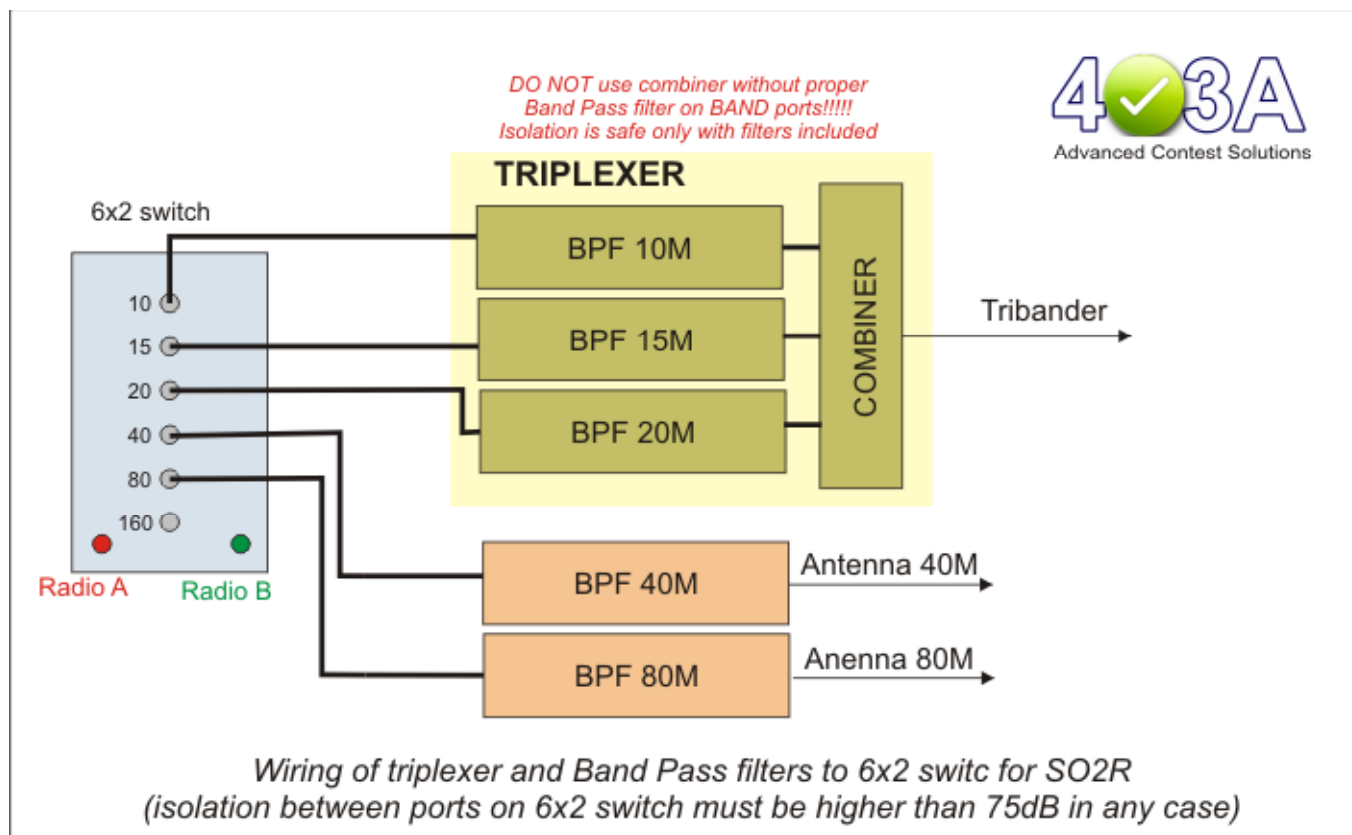 DO NOT use combiner without proper
Band Pass filter on BAND ports!!!!!
Isolation is safe only with filters included
4 3A
Advanced Contest Solutions
TRIPLEXER
6x2 switch
BPF 10M
BPF 15M
BPF 20M
COMBINER
Tribander
10
15
20
40
80
160
Radio A
Radio B
BPF 40M
Antenna 40M
BPF 80M
Anenna 80M
Wiring of triplexer and Band Pass filters to 6x2 switc for SO2R
(isolation between ports on 6x2 switch must be higher than 75dB in any case)